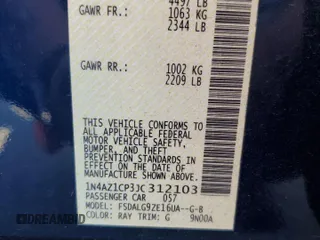 4497 LB
GAWR FR.: 1063 KG
2344 LB
GAWR RR.: 1002 KG
2209 LB
THIS VEHICLE CONFORMS TO
ALL APPLICABLE FEDERAL
MOTOR VEHICLE SAFETY,
BUMPER, AND THEFT
PREVENTION STANDARDS IN
EFFECT ON THE DATE OF
MANUFACTURE SHOWN ABOVE.
1N4AZ1CP3JC312103
PASSENGER CAR 057
MODEL: FSDALG9ZE16UA--G-B
COLOR: RAY TRIM: G 9N00A